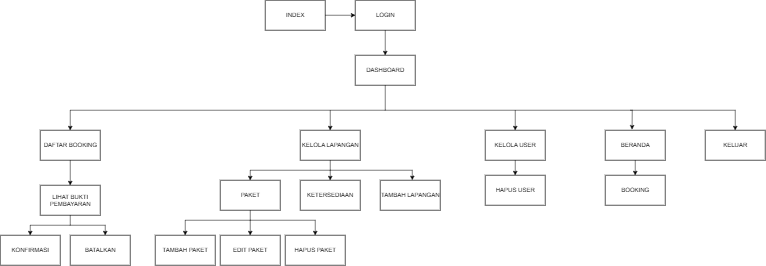 INDEX
LOGIN
DASHBOARD
DAFTAR BOOKING
KELOLA LAPANGAN
KELOLA USER
BERANDA
KELUAR
LIHAT BUKTI
PEMBAYARAN
PAKET
KETERSEDIAAN
TAMBAH LAPANGAN
HAPUS USER
BOOKING
KONFIRMASI
BATALKAN
TAMBAH PAKET
EDIT PAKET
HAPUS PAKET